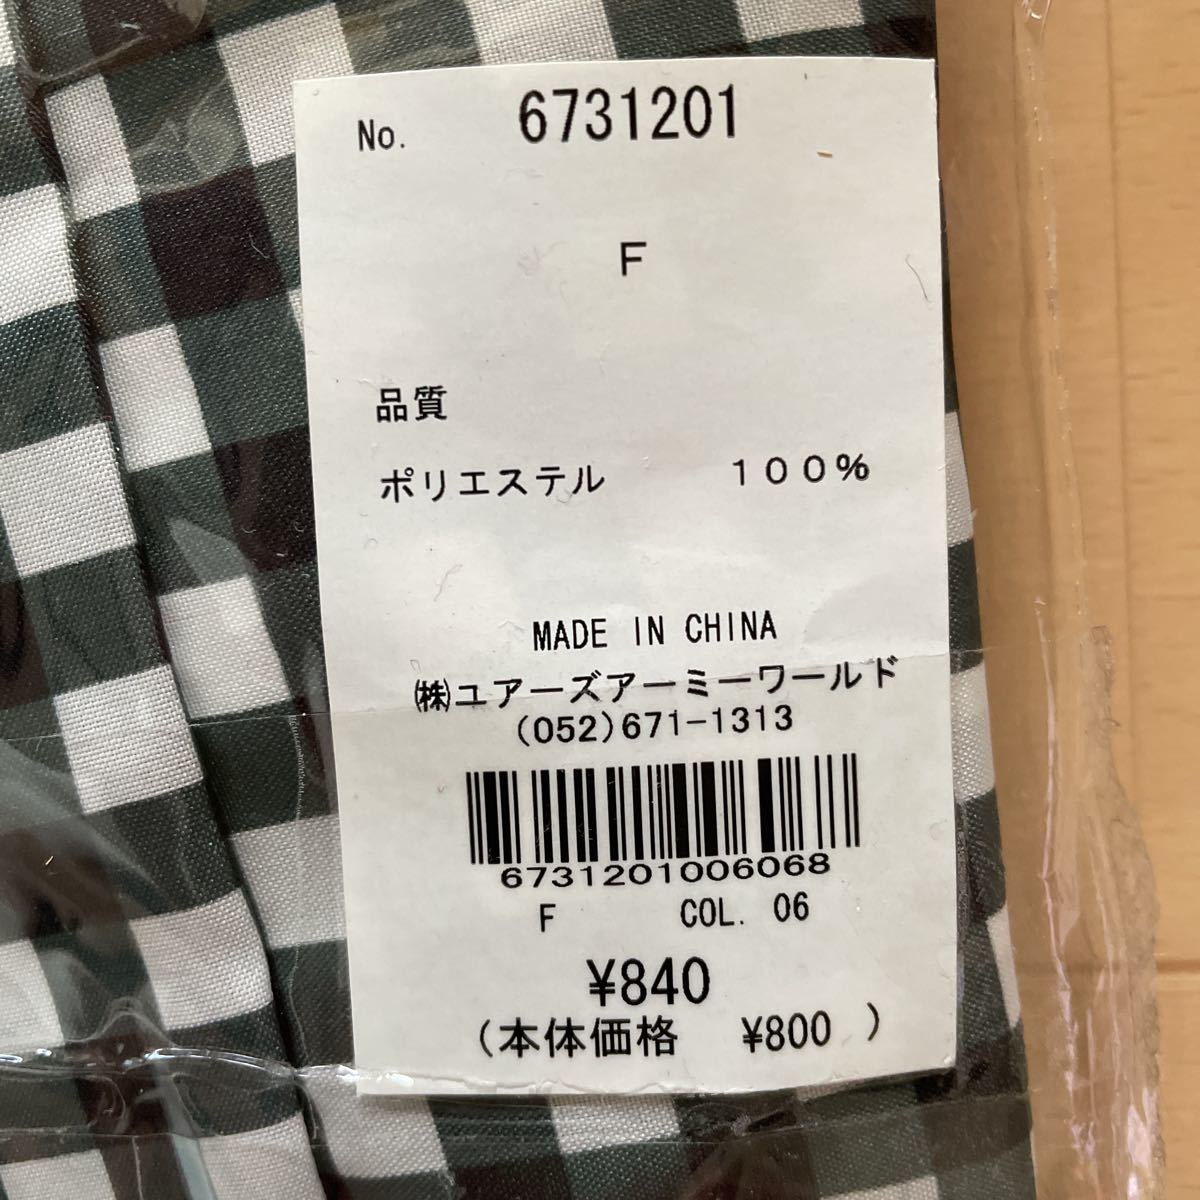 No. 6731201
F
品質
ポリエステル 100%
MADE IN CHINA
㈱ユアーズアーミーワールド
(052)671-1313
6731201006068
F COL. 06
¥840
(本体価格 ¥800 )